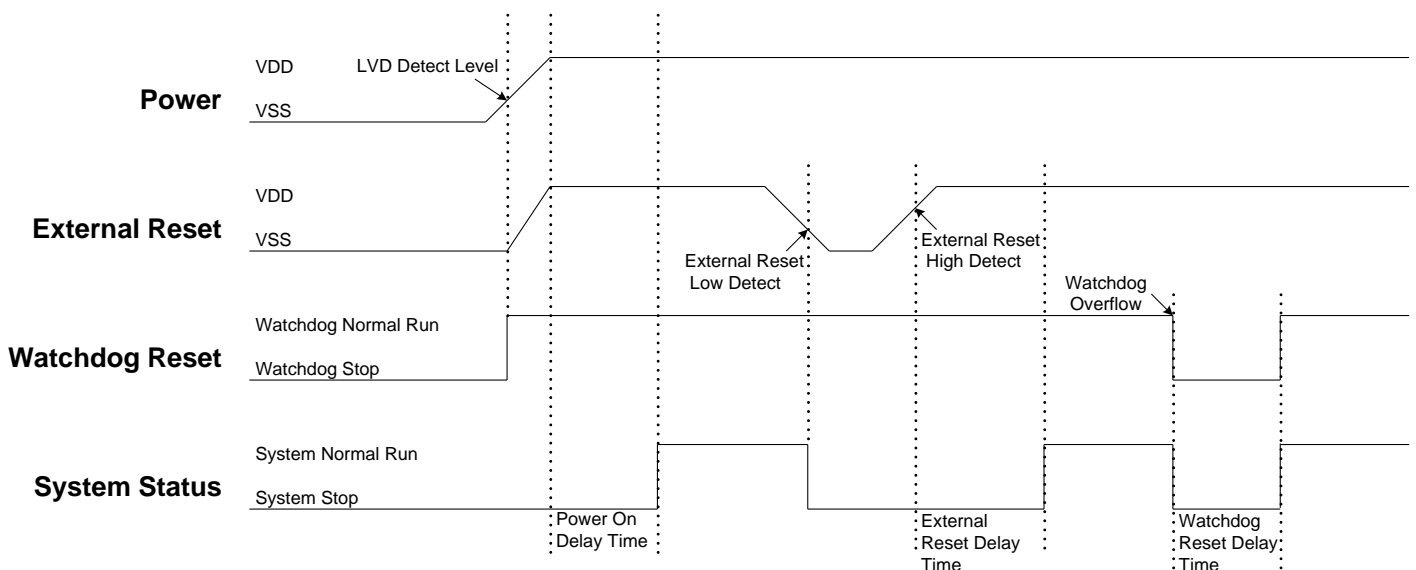 VDD
LVD Detect Level
Power
VSS
VDD
External Reset
VSS
External Reset
Low Detect
External Reset
High Detect
Watchdog
Overflow
Watchdog Normal Run
Watchdog Reset
Watchdog Stop
System Normal Run
System Status
System Stop
Power On
Delay Time
External
Reset Delay
Time
Watchdog
Reset Delay
Time